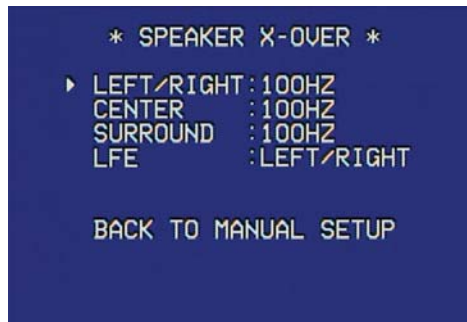 * SPEAKER X-OVER *
LEFT/RIGHT:100HZ
CENTER :100HZ
SURROUND :100HZ
LFE :LEFT/RIGHT
BACK TO MANUAL SETUP